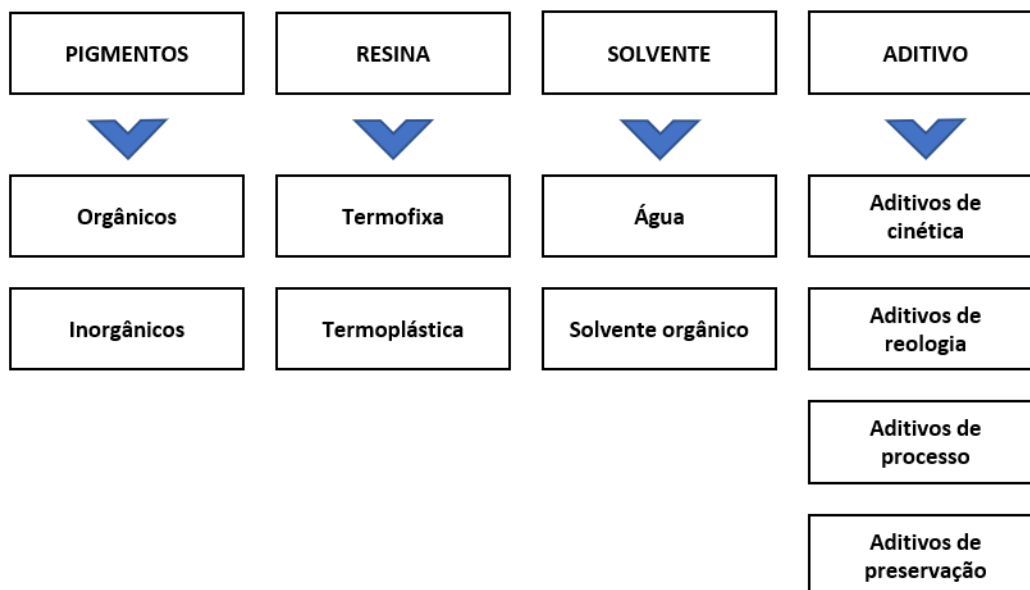 PIGMENTOS
RESINA
SOLVENTE
ADITIVO
Orgânicos
Termofixa
Água
Aditivos de
cinética
Inorgânicos
Termoplástica
Solvente orgânico
Aditivos de
reologia
Aditivos de
processo
Aditivos de
preservação